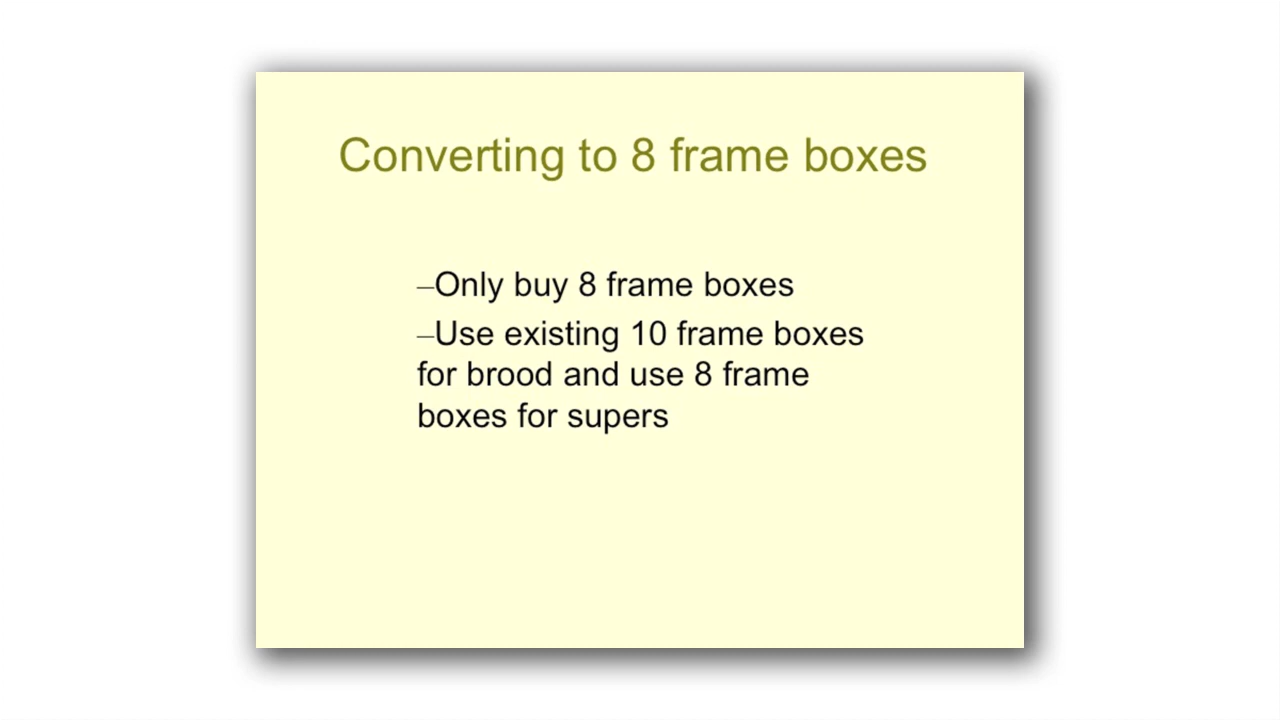 Converting to 8 frame boxes
–Only buy 8 frame boxes
–Use existing 10 frame boxes
for brood and use 8 frame
boxes for supers